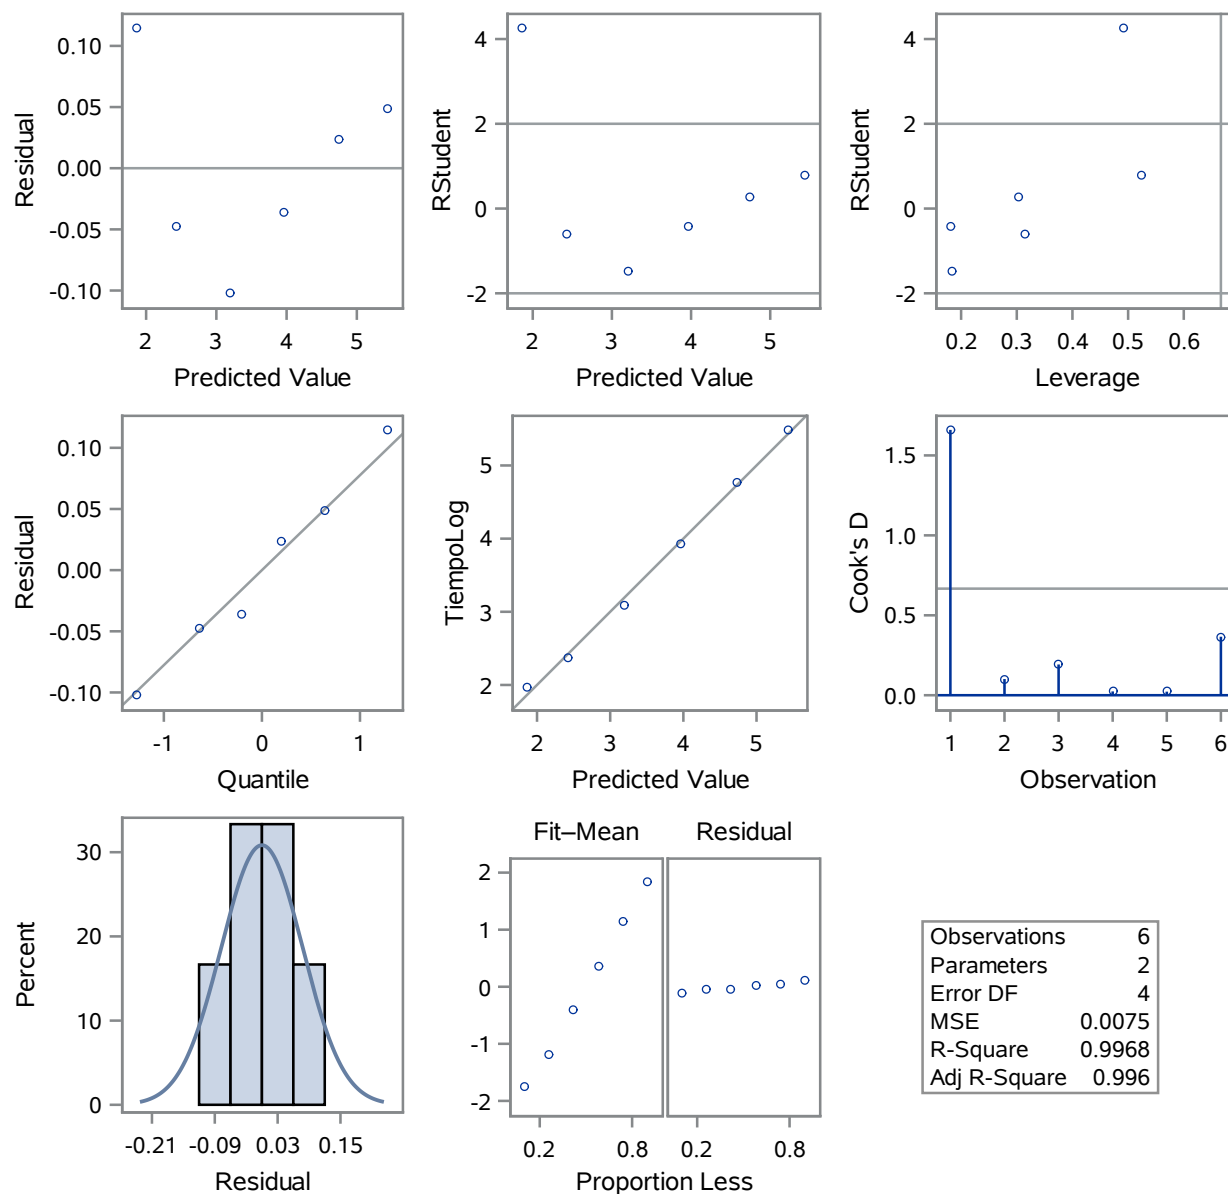 0.10
0.05
0.00
-0.05
-0.10
Residual
2 3 4 5
Predicted Value
4
2
0
-2
RStudent
2 3 4 5
Predicted Value
4
2
0
-2
RStudent
0.2 0.3 0.4 0.5 0.6
Leverage
0.10
0.05
0.00
-0.05
-0.10
Residual
-1 0 1
Quantile
5
4
3
2
TiempoLog
2 3 4 5
Predicted Value
1.5
1.0
0.5
0.0
Cook's D
1 2 3 4 5 6
Observation
30
20
10
0
Percent
-0.21 -0.09 0.03 0.15
Residual
Fit–Mean Residual
2
1
0
-1
-2
0.2 0.8 0.2 0.8
Proportion Less
Observations 6
Parameters 2
Error DF 4
MSE 0.0075
R-Square 0.9968
Adj R-Square 0.996